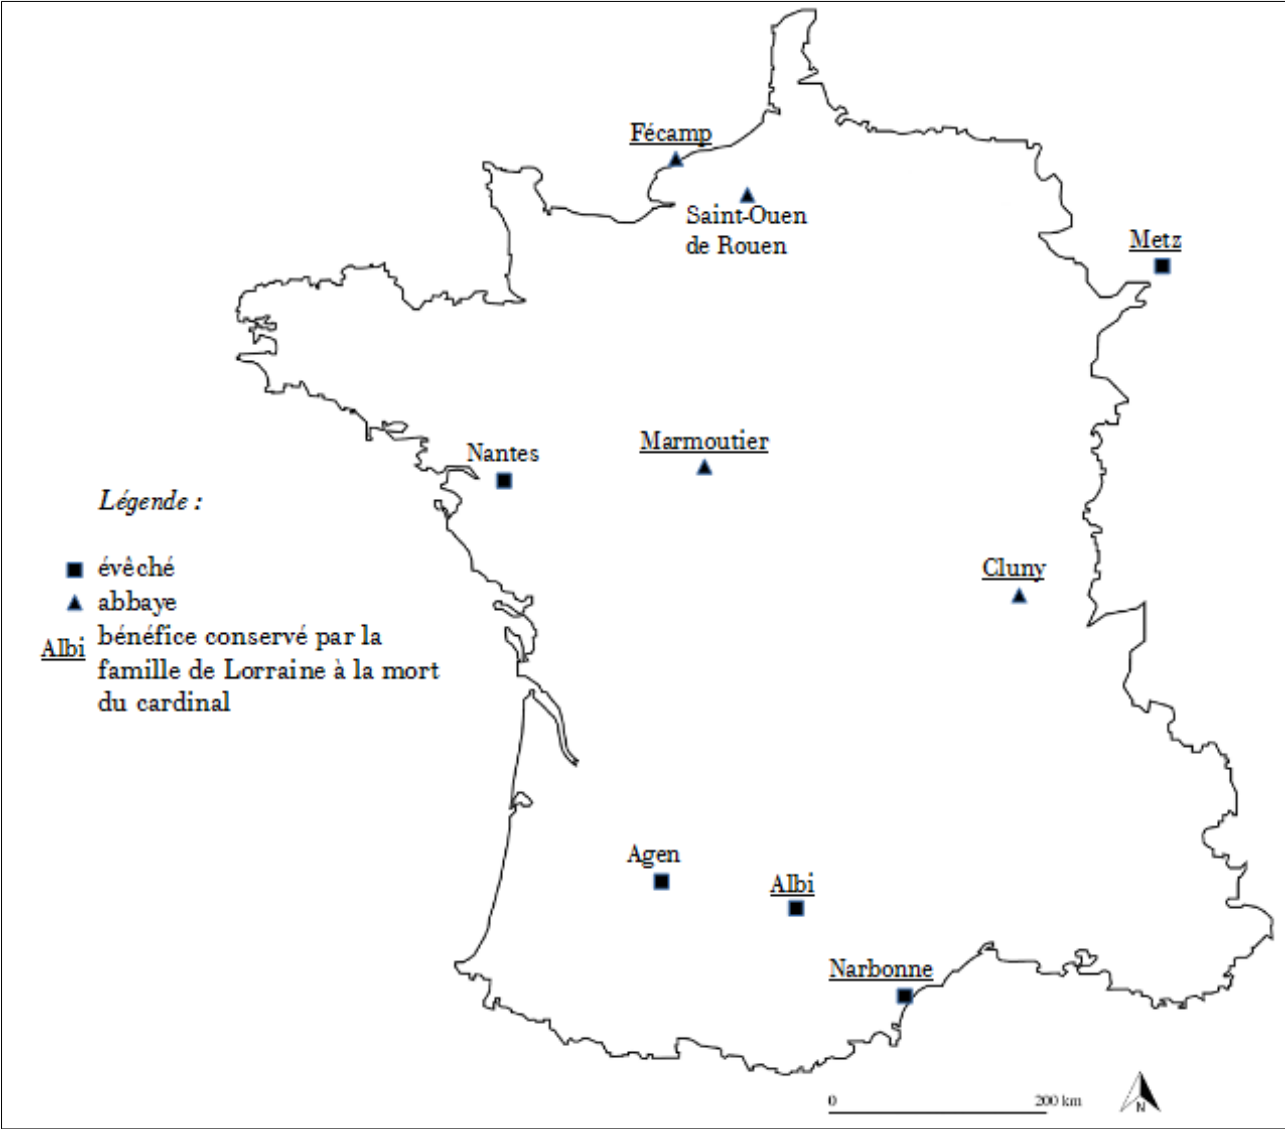 Fécamp
Saint-Ouen
de Rouen
Metz
Nantes
Marmoutier
Légende :
évêché
abbaye
Albi
bénéfice conservé par la
famille de Lorraine à la mort
du cardinal
Cluny
Agen
Albi
Narbonne
0
200 km
N